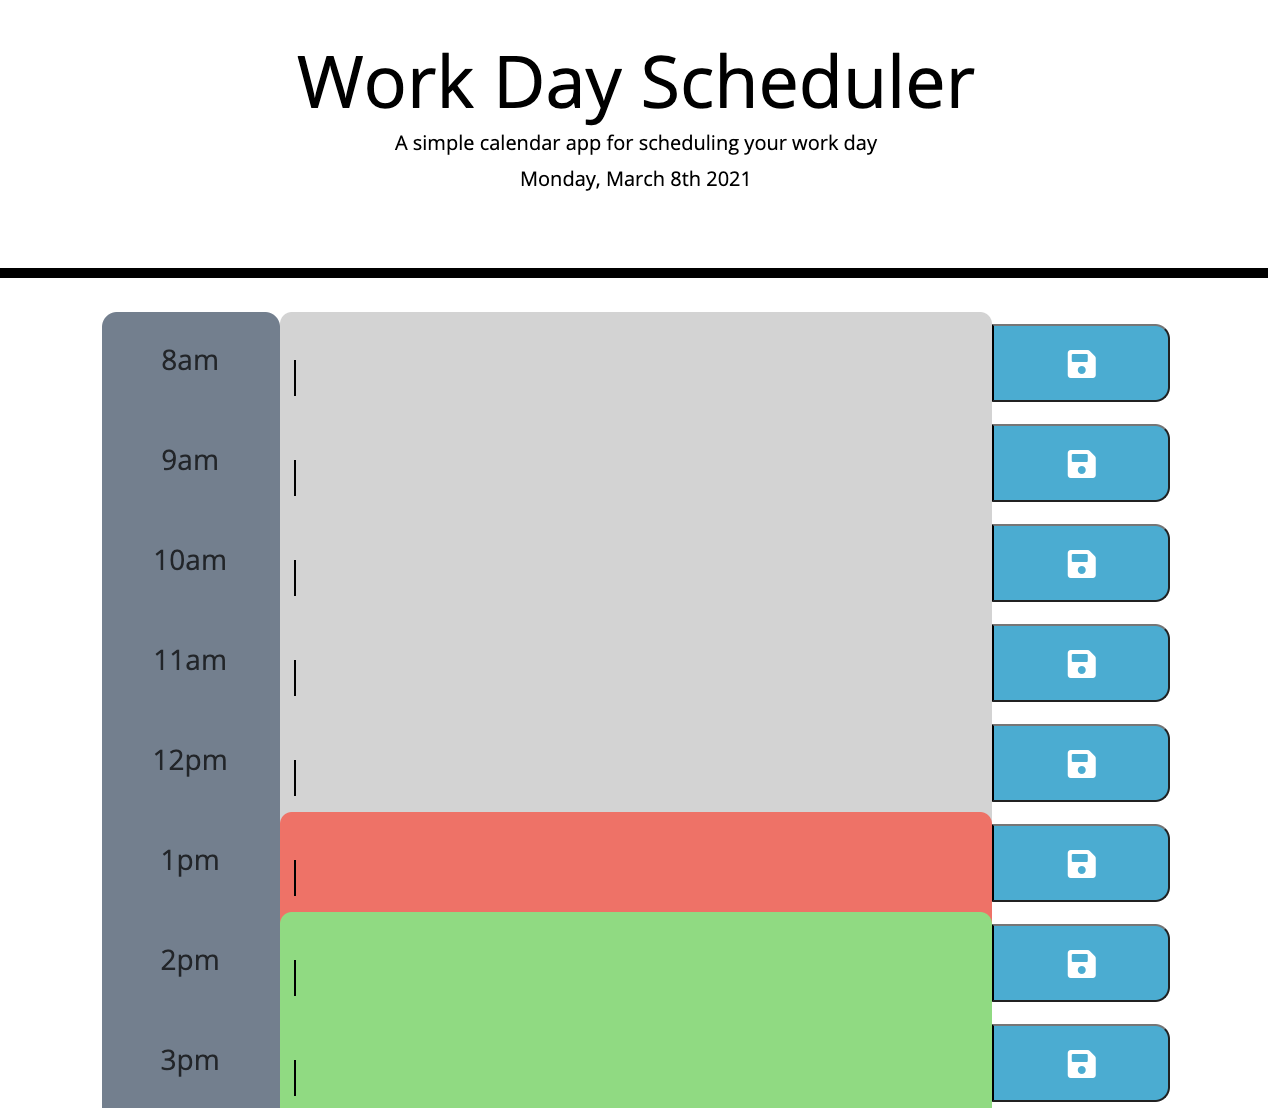 Work Day Scheduler
A simple calendar app for scheduling your work day
Monday, March 8th 2021
8am
9am
10am
11am
12pm
1pm
2pm
3pm